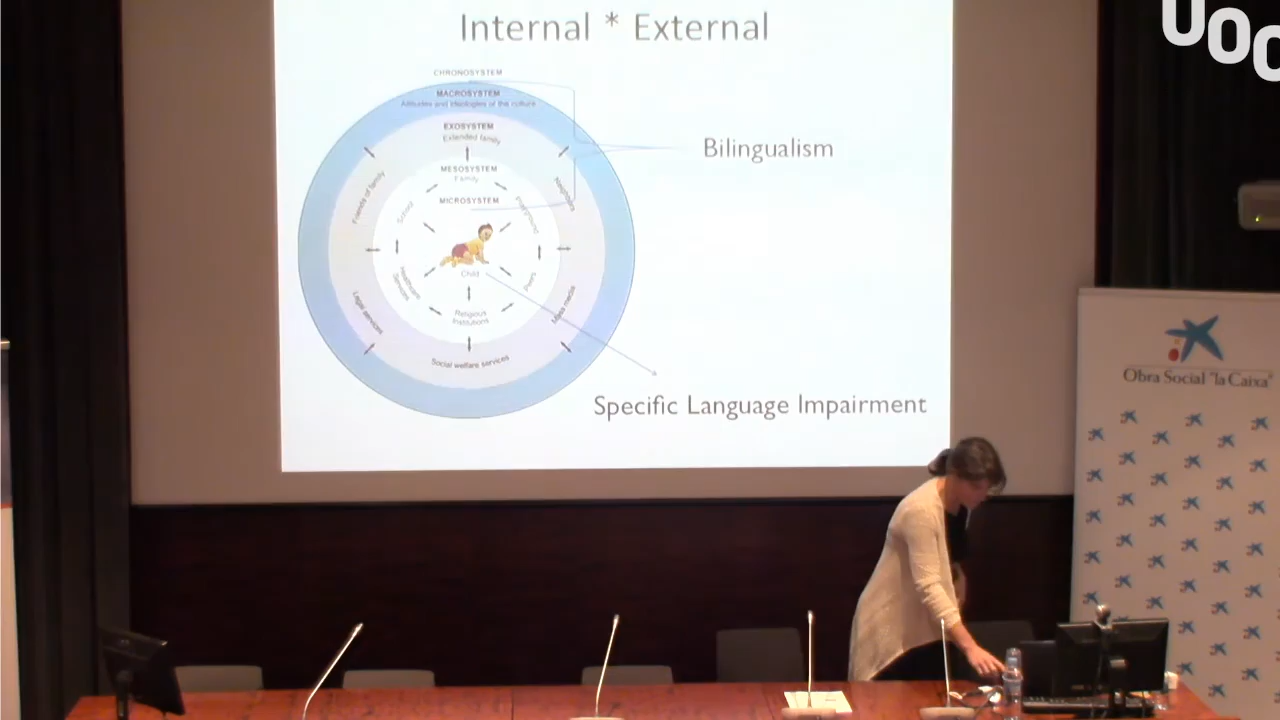 UOC
Internal * External
CHRONOSYSTEM
MACROSYSTEM
Attitudes and ideologies of the culture
EXOSYSTEM
Extended family
MESOSYSTEM
Family
MICROSYSTEM
Friends of family
School
Neighbours
Child
Peers
Religious
Institutions
Legal services
Mass media
Social welfare services
Bilingualism
Specific Language Impairment
Obra Social "la Caixa"